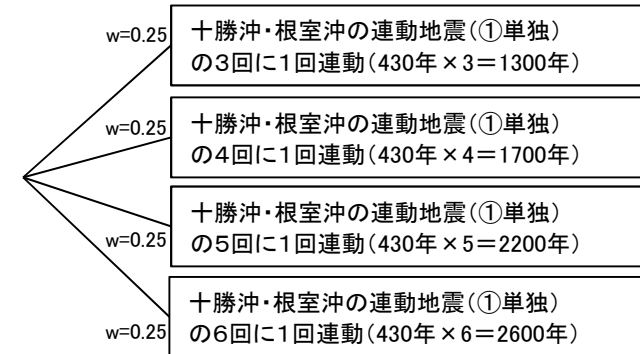 w=0.25
十勝沖・根室沖の連動地震(①単独)
の3回に1回連動(430年×3＝1300年)
w=0.25
十勝沖・根室沖の連動地震(①単独)
の4回に1回連動(430年×4＝1700年)
w=0.25
十勝沖・根室沖の連動地震(①単独)
の5回に1回連動(430年×5＝2200年)
w=0.25
十勝沖・根室沖の連動地震(①単独)
の6回に1回連動(430年×6＝2600年)